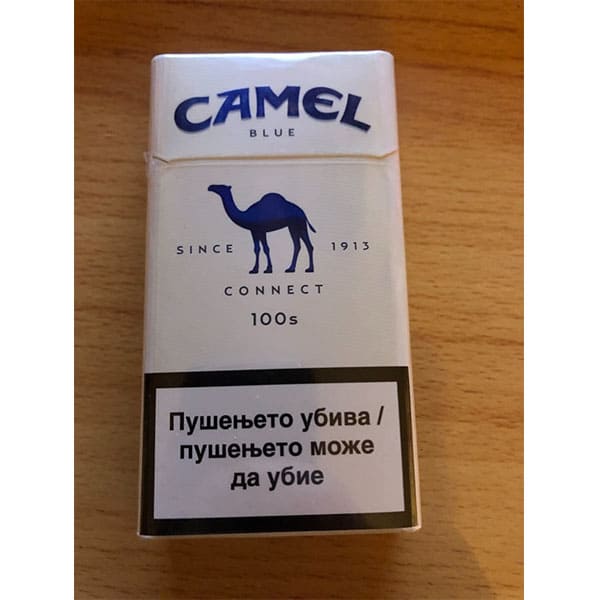 CAMEL
BLUE
SINCE 1913
CONNECT
100s
Пушењето убива /
пушењето може
да убие